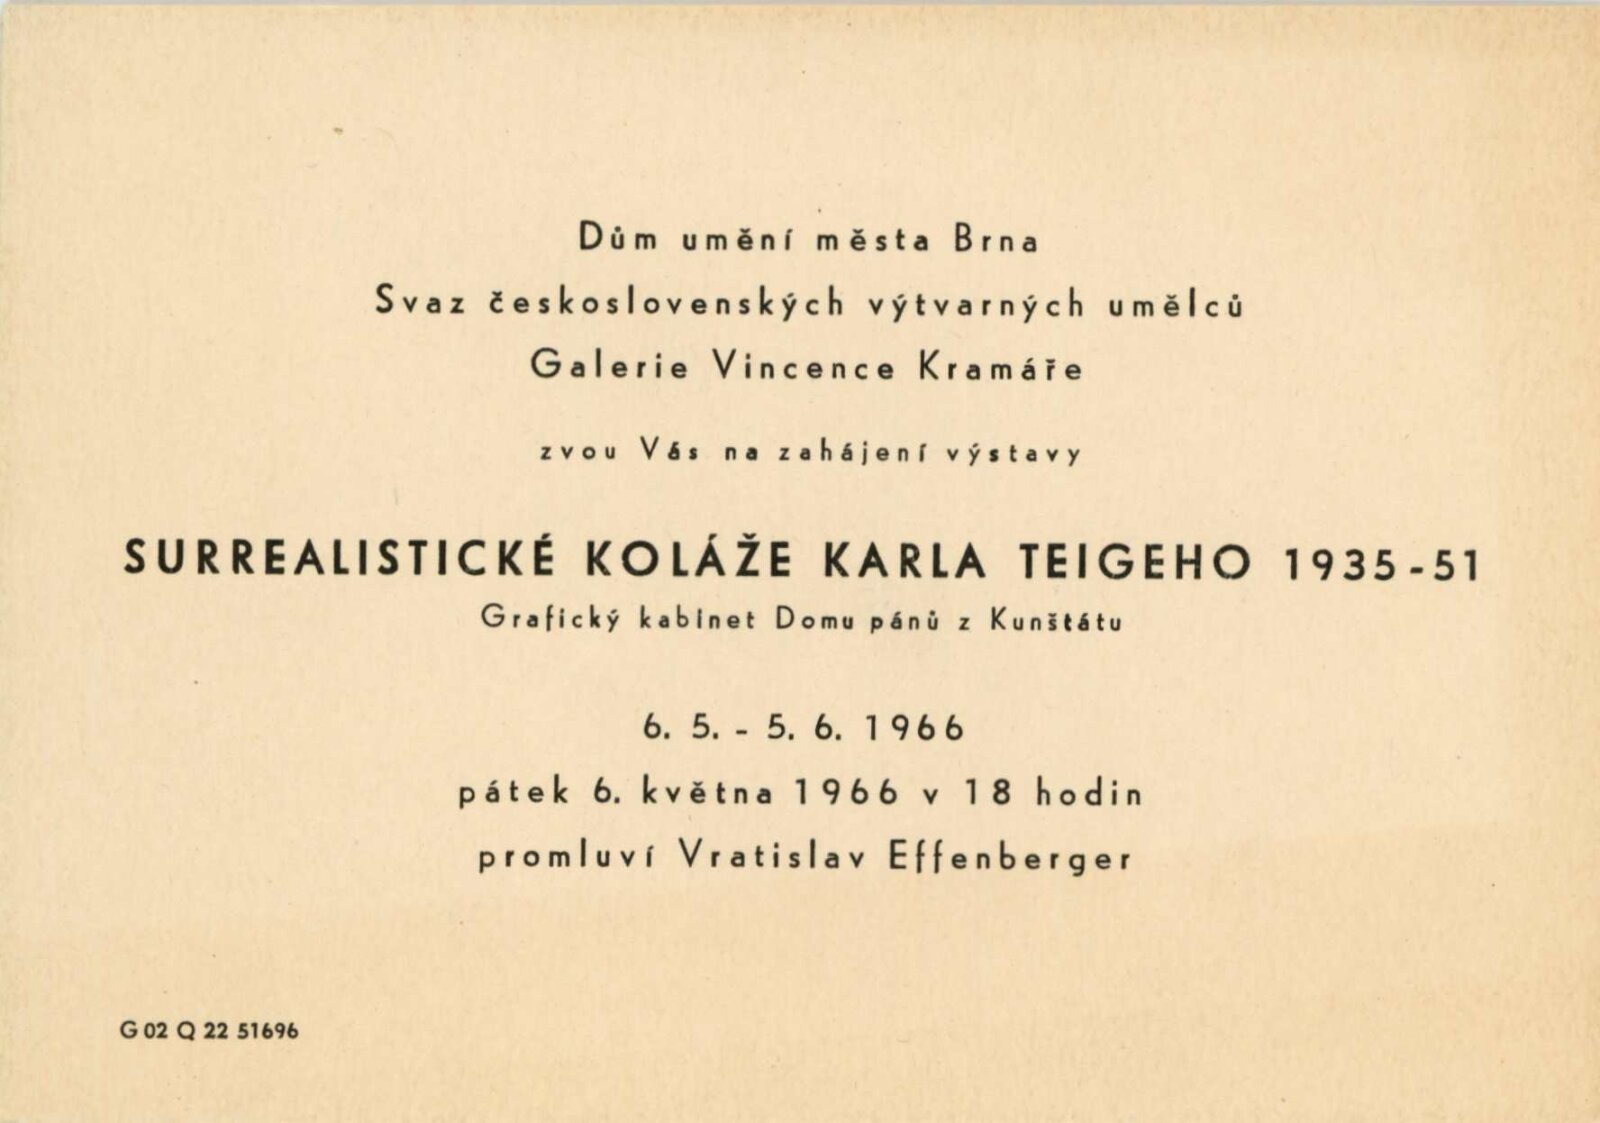 Dům umění města Brna
Svaz československých výtvarných umělců
Galerie Vincence Kramáře
zvou Vás na zahájení výstavy
SURREALISTICKÉ KOLÁŽE KARLA TEIGEHO 1935-51
Grafický kabinet Domu pánů z Kunštátu
6. 5. - 5. 6. 1966
pátek 6. května 1966 v 18 hodin
promluví Vratislav Effenberger
G 02 Q 22 51696